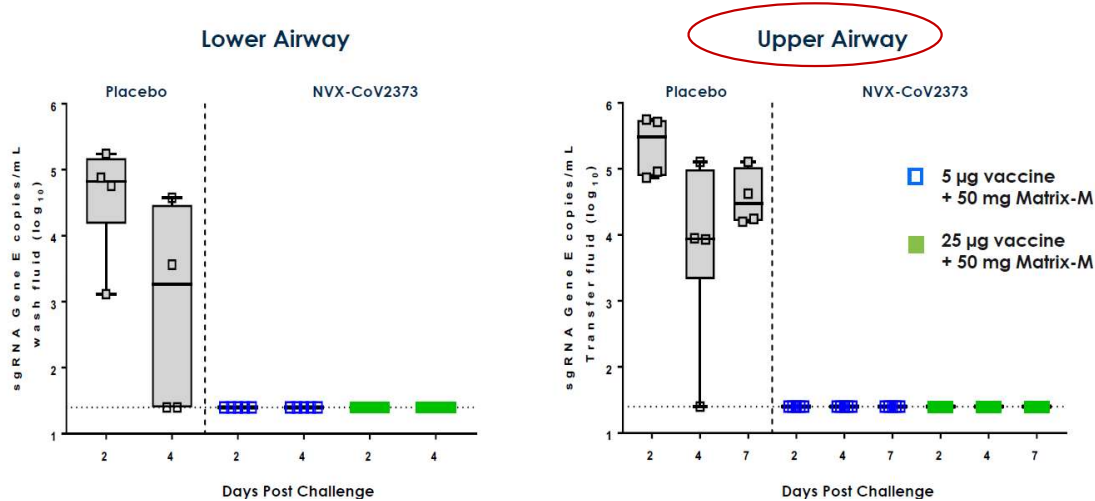 Lower Airway
Placebo
NVX-CoV2373
sgRNA Gene E copies/mL
wash fluid (log10)
6
5
4
3
2
1
2
4
2
4
2
4
Days Post Challenge
Upper Airway
Placebo
NVX-CoV2373
sgRNA Gene E copies/mL
Transfer fluid (log10)
6
5
4
3
2
1
2
4
7
2
4
7
2
4
7
Days Post Challenge
5 µg vaccine
+ 50 mg Matrix-M
25 µg vaccine
+ 50 mg Matrix-M